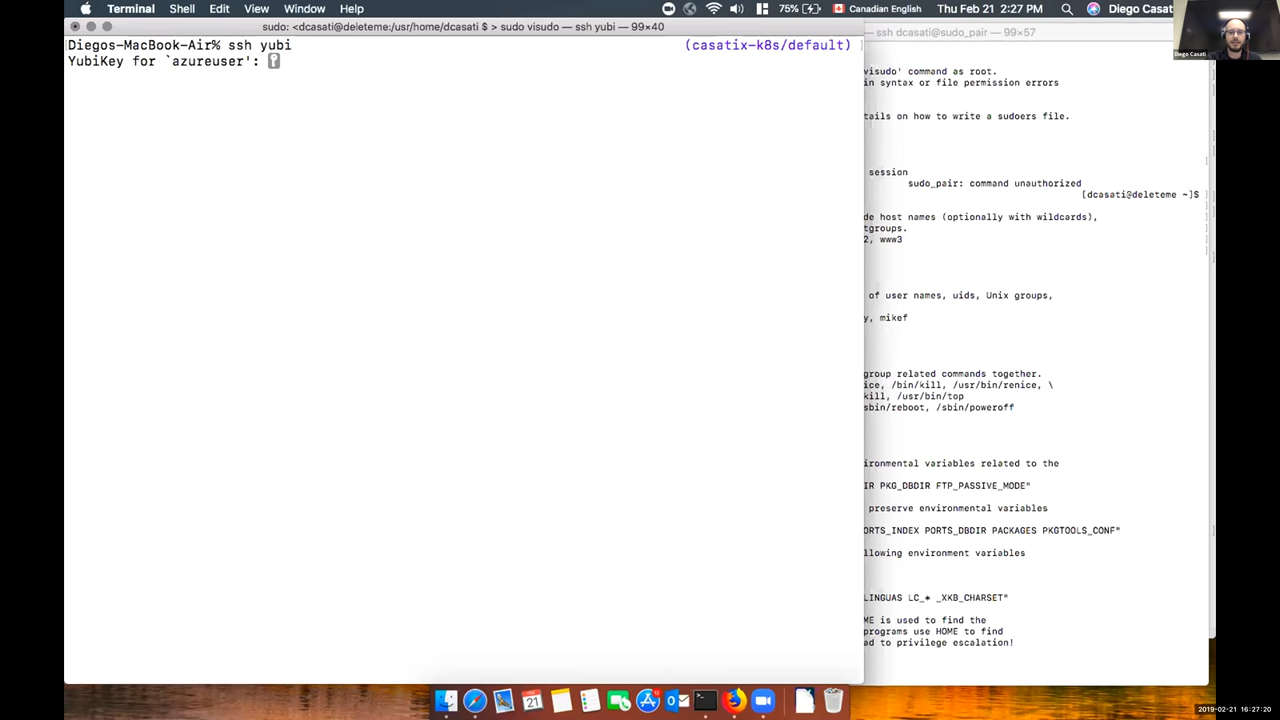 Terminal Shell Edit View Window Help
75% Canadian English Thu Feb 21 2:27 PM Diego Casati
Diego Casati
sudo: <dcasati@deleteme:/usr/home/dcasati $ > sudo visudo — ssh yubi — 99×40
Diegos-MacBook-Air% ssh yubi (casatix-k8s/default)
YubiKey for `azureuser':
ssh dcasati@sudo_pair — 99×57
visudo' command as root.
in syntax or file permission errors
tails on how to write a sudoers file.
session
sudo_pair: command unauthorized
[dcasati@deleteme ~]$
de host names (optionally with wildcards),
tgroups.
2, www3
of user names, uids, Unix groups,
y, mikef
group related commands together.
ice, /bin/kill, /usr/bin/renice, \
kill, /usr/bin/top
sbin/reboot, /sbin/poweroff
ironmental variables related to the
IR PKG_DBDIR FTP_PASSIVE_MODE"
preserve environmental variables
ORTS_INDEX PORTS_DBDIR PACKAGES PKGTOOLS_CONF"
llowing environment variables
LINGUAS LC_* _XKB_CHARSET"
ME is used to find the
programs use HOME to find
ad to privilege escalation!
21
2019-02-21 16:27:20